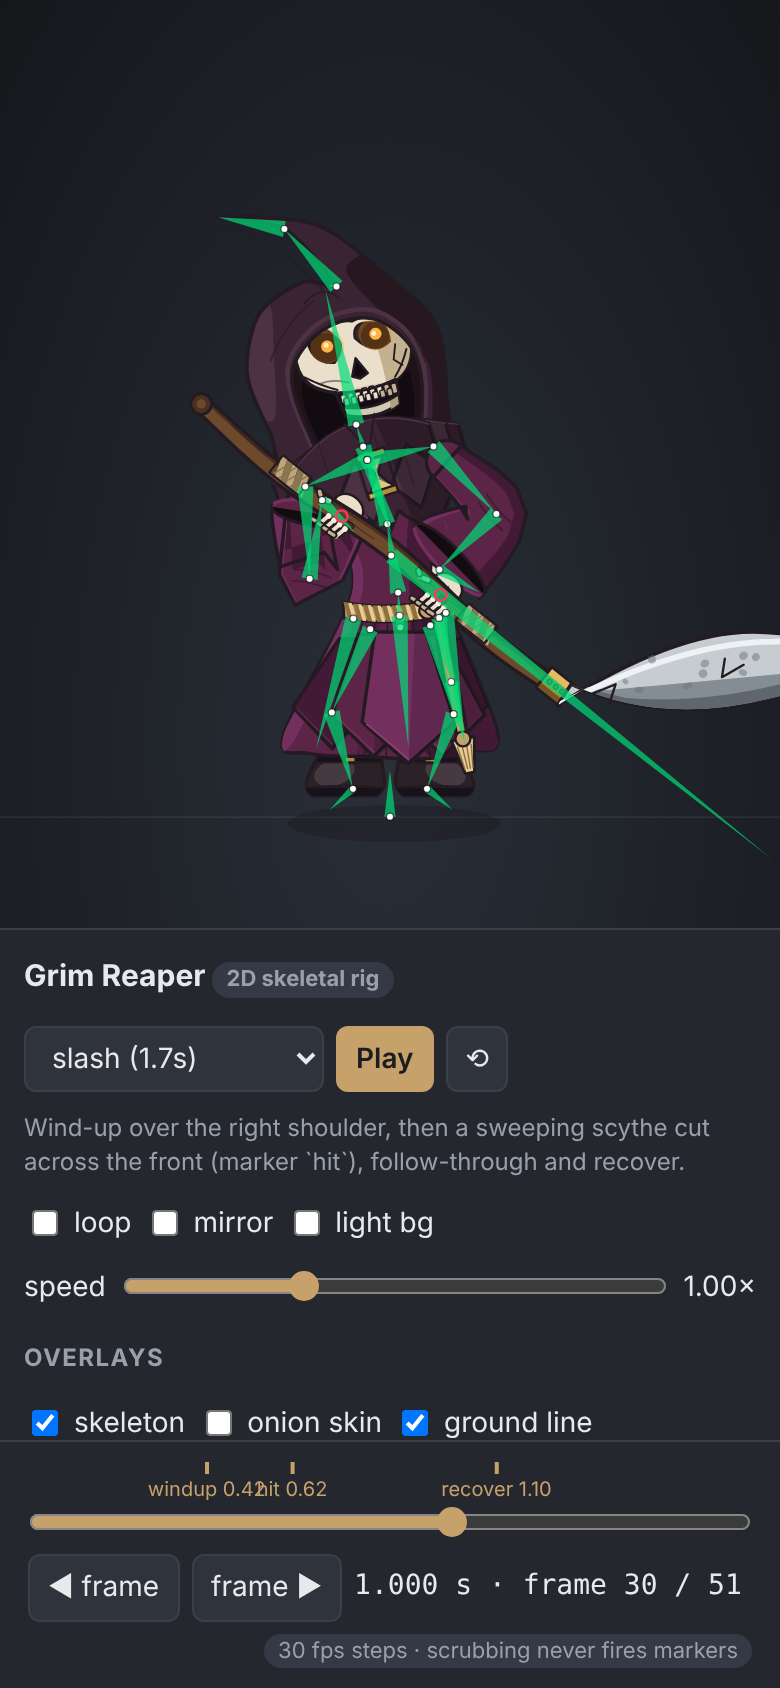 Grim Reaper 2D skeletal rig
slash (1.7s) Play ⟲
Wind-up over the right shoulder, then a sweeping scythe cut
across the front (marker `hit`), follow-through and recover.
loop mirror light bg
speed 1.00×
OVERLAYS
skeleton onion skin ground line
windup 0.42 hit 0.62 recover 1.10
◀ frame frame ▶ 1.000 s · frame 30 / 51
30 fps steps · scrubbing never fires markers